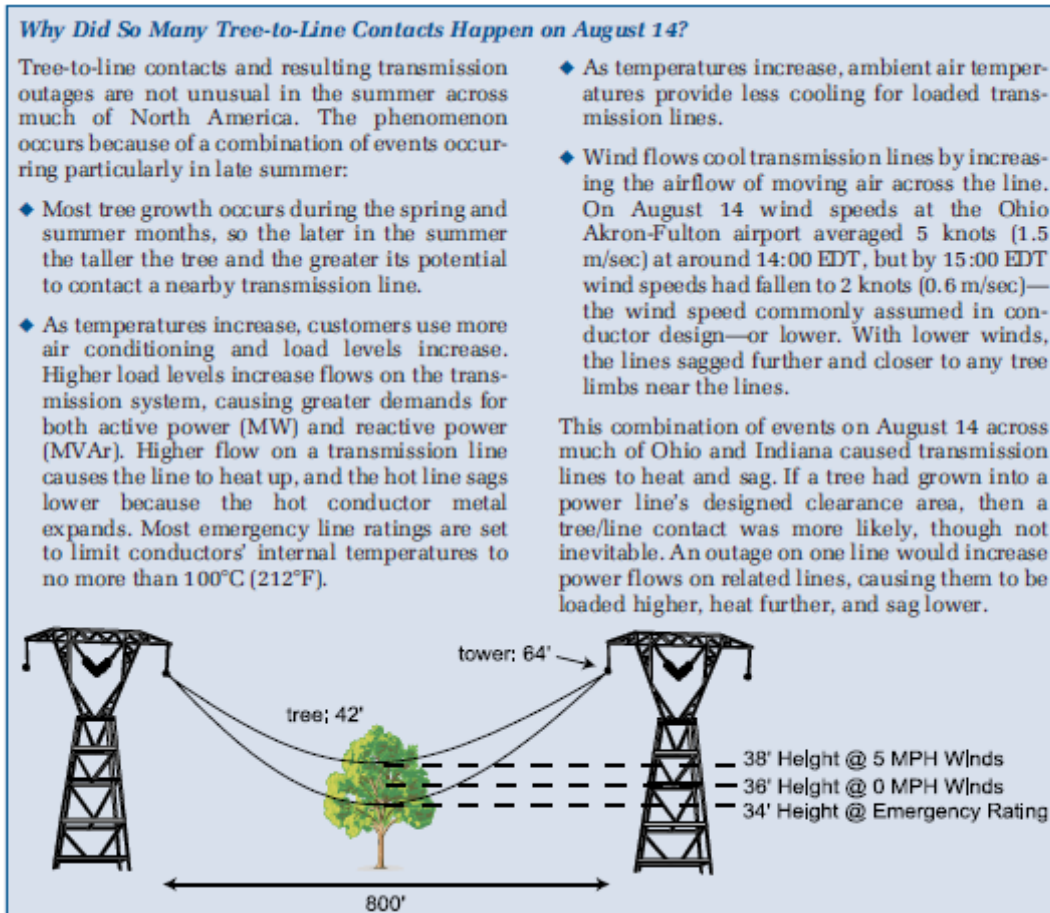 Why Did So Many Tree-to-Line Contacts Happen on August 14?
Tree-to-line contacts and resulting transmission
outages are not unusual in the summer across
much of North America. The phenomenon
occurs because of a combination of events occur-
ring particularly in late summer:
◆ Most tree growth occurs during the spring and
summer months, so the later in the summer
the taller the tree and the greater its potential
to contact a nearby transmission line.
◆ As temperatures increase, customers use more
air conditioning and load levels increase.
Higher load levels increase flows on the trans-
mission system, causing greater demands for
both active power (MW) and reactive power
(MVAr). Higher flow on a transmission line
causes the line to heat up, and the hot line sags
lower because the hot conductor metal
expands. Most emergency line ratings are set
to limit conductors' internal temperatures to
no more than 100°C (212°F).
◆ As temperatures increase, ambient air temper-
atures provide less cooling for loaded trans-
mission lines.
◆ Wind flows cool transmission lines by increas-
ing the airflow of moving air across the line.
On August 14 wind speeds at the Ohio
Akron-Fulton airport averaged 5 knots (1.5
m/sec) at around 14:00 EDT, but by 15:00 EDT
wind speeds had fallen to 2 knots (0.6 m/sec)—
the wind speed commonly assumed in con-
ductor design—or lower. With lower winds,
the lines sagged further and closer to any tree
limbs near the lines.
This combination of events on August 14 across
much of Ohio and Indiana caused transmission
lines to heat and sag. If a tree had grown into a
power line's designed clearance area, then a
tree/line contact was more likely, though not
inevitable. An outage on one line would increase
power flows on related lines, causing them to be
loaded higher, heat further, and sag lower.
tower; 64'
tree; 42'
38' Height @ 5 MPH Winds
36' Height @ 0 MPH Winds
34' Height @ Emergency Rating
800'